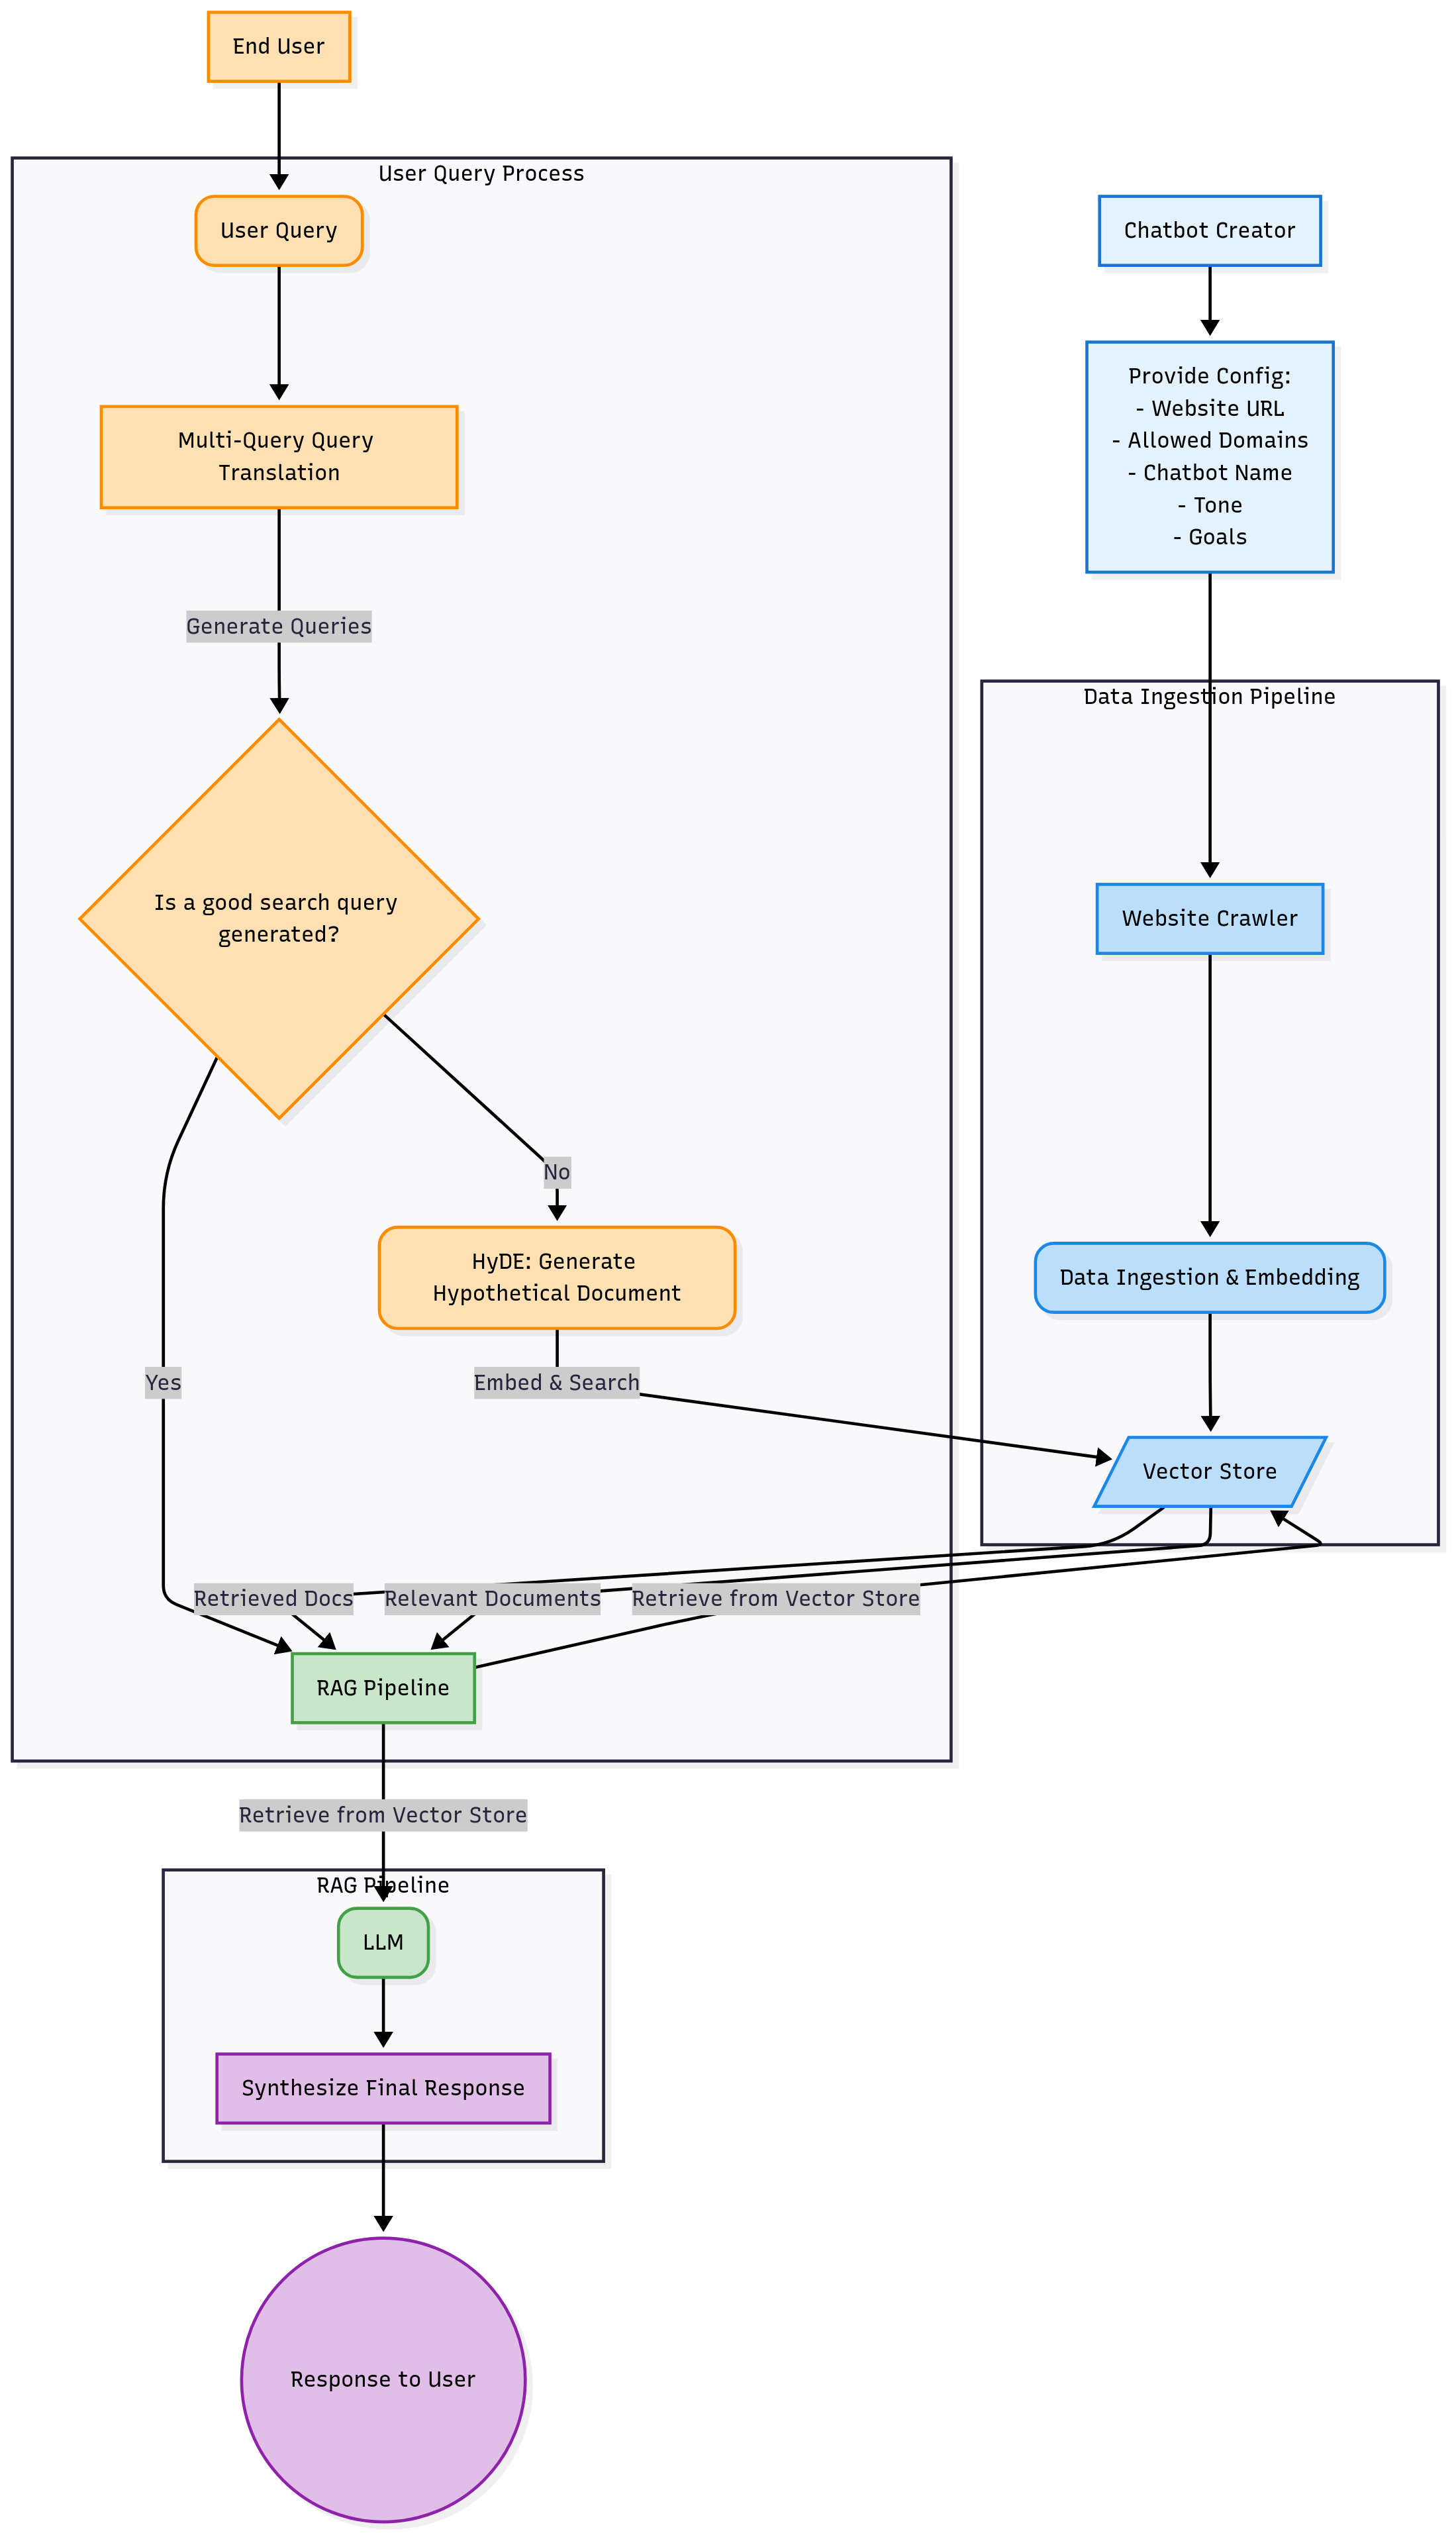 End User
User Query Process
User Query
Chatbot Creator
Provide Config:
- Website URL
- Allowed Domains
- Chatbot Name
- Tone
- Goals
Multi-Query Query
Translation
Generate Queries
Data Ingestion Pipeline
Is a good search query
generated?
Website Crawler
No
HyDE: Generate
Hypothetical Document
Data Ingestion & Embedding
Yes
Embed & Search
Vector Store
Retrieved Docs
Relevant Documents
Retrieve from Vector Store
RAG Pipeline
Retrieve from Vector Store
RAG Pipeline
LLM
Synthesize Final Response
Response to User